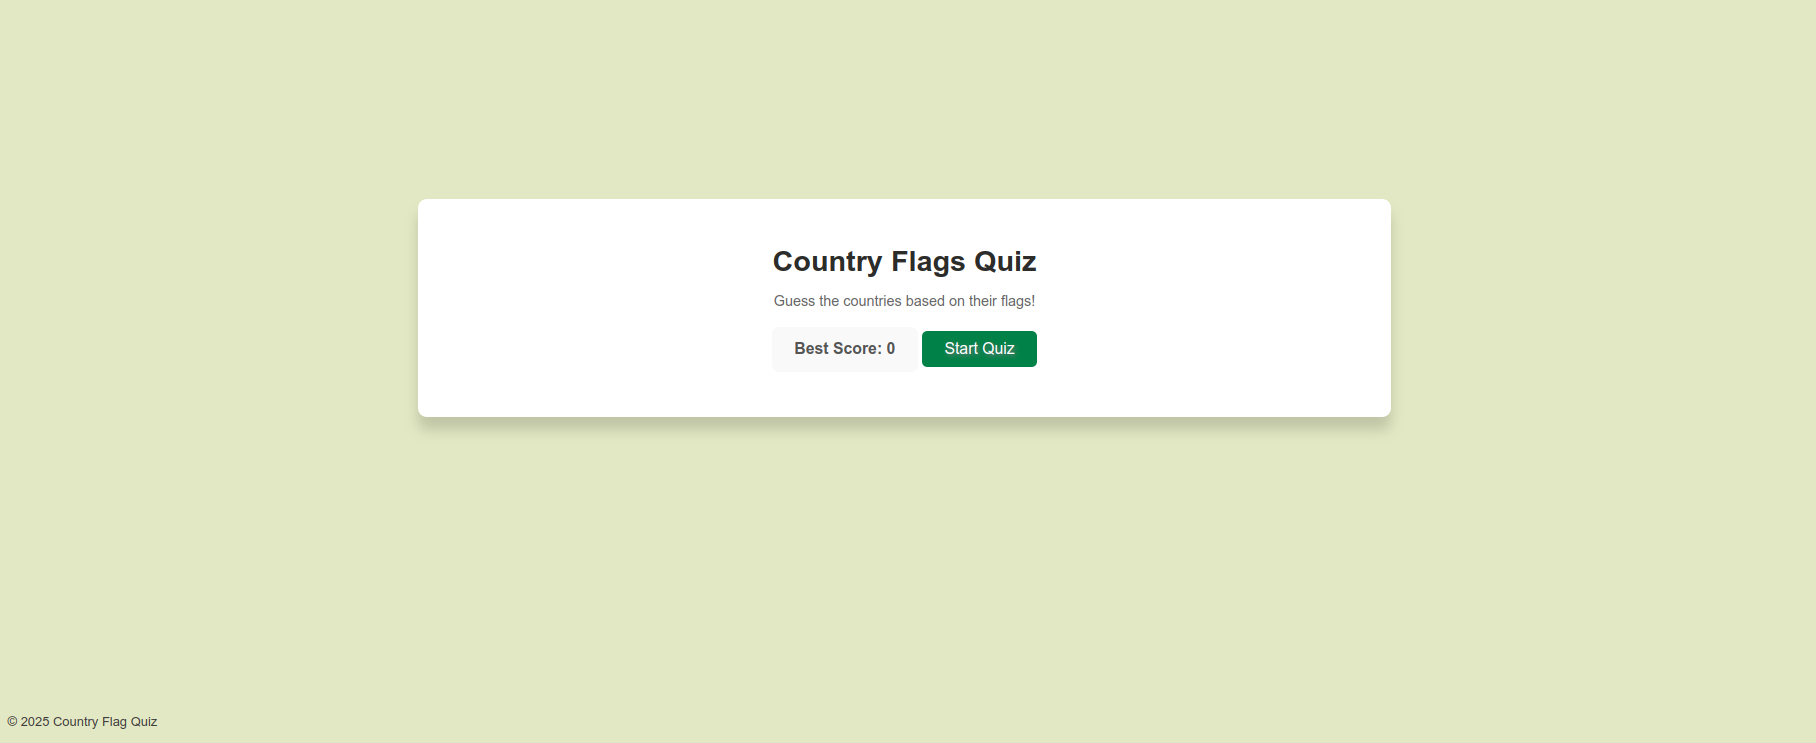 Country Flags Quiz
Guess the countries based on their flags!
Best Score: 0 Start Quiz
© 2025 Country Flag Quiz